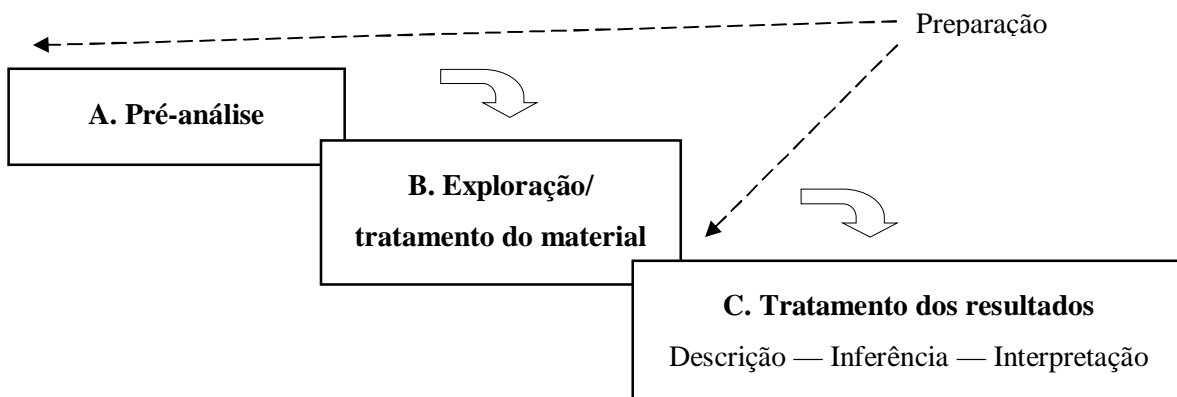 Preparação
A. Pré-análise
B. Exploração/
tratamento do material
C. Tratamento dos resultados
Descrição — Inferência — Interpretação